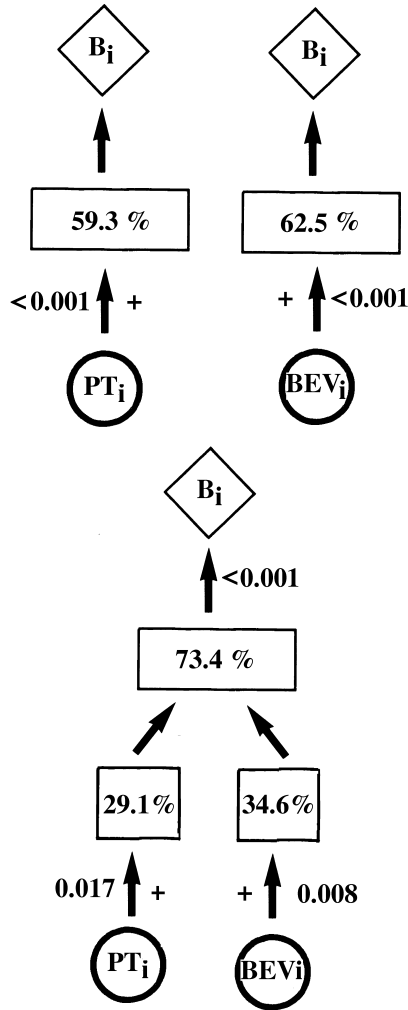 Bi Bi
59.3 % 62.5 %
<0.001 + + <0.001
PTi BEVi
Bi
<0.001
73.4 %
29.1% 34.6%
0.017 + + 0.008
PTi BEVi